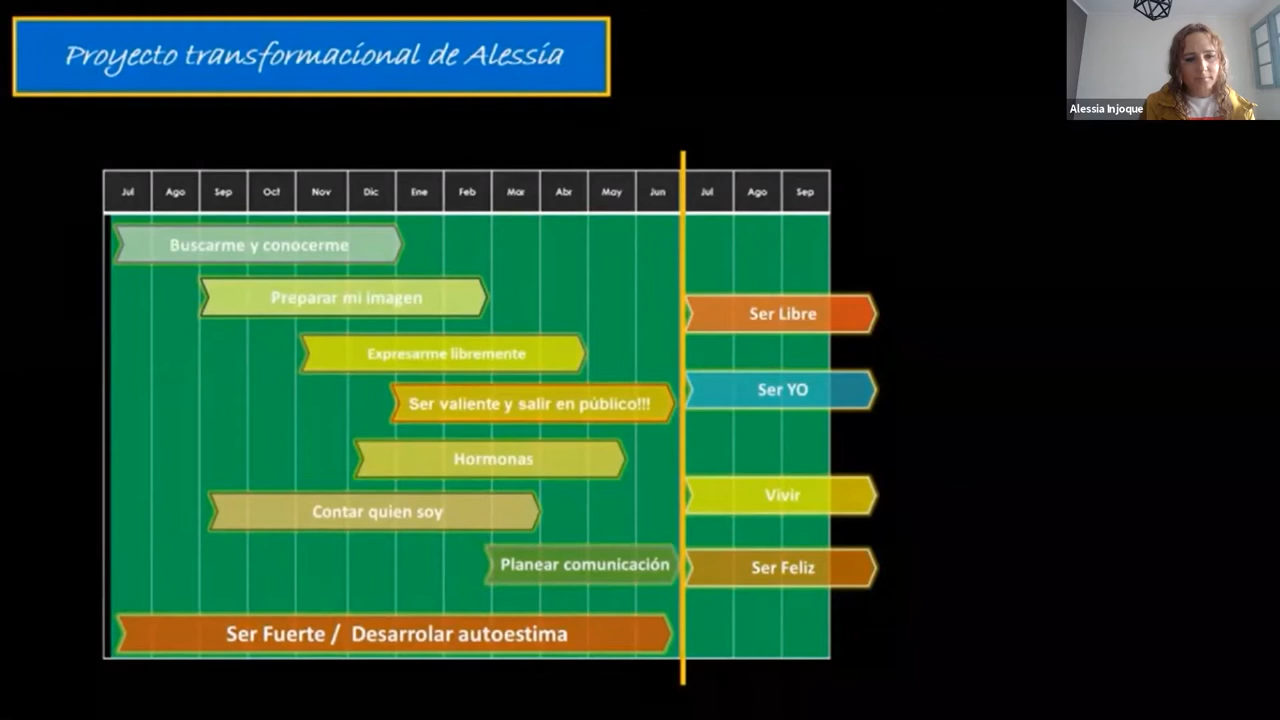 Proyecto transformacional de Alessia
Alessia Injoque
Jul Ago Sep Oct Nov Dic Ene Feb Mar Abr May Jun Jul Ago Sep
Buscarme y conocerme
Preparar mi imagen
Ser Libre
Expresarme libremente
Ser YO
Ser valiente y salir en público!!!
Hormonas
Vivir
Contar quien soy
Planear comunicación
Ser Feliz
Ser Fuerte / Desarrolar autoestima